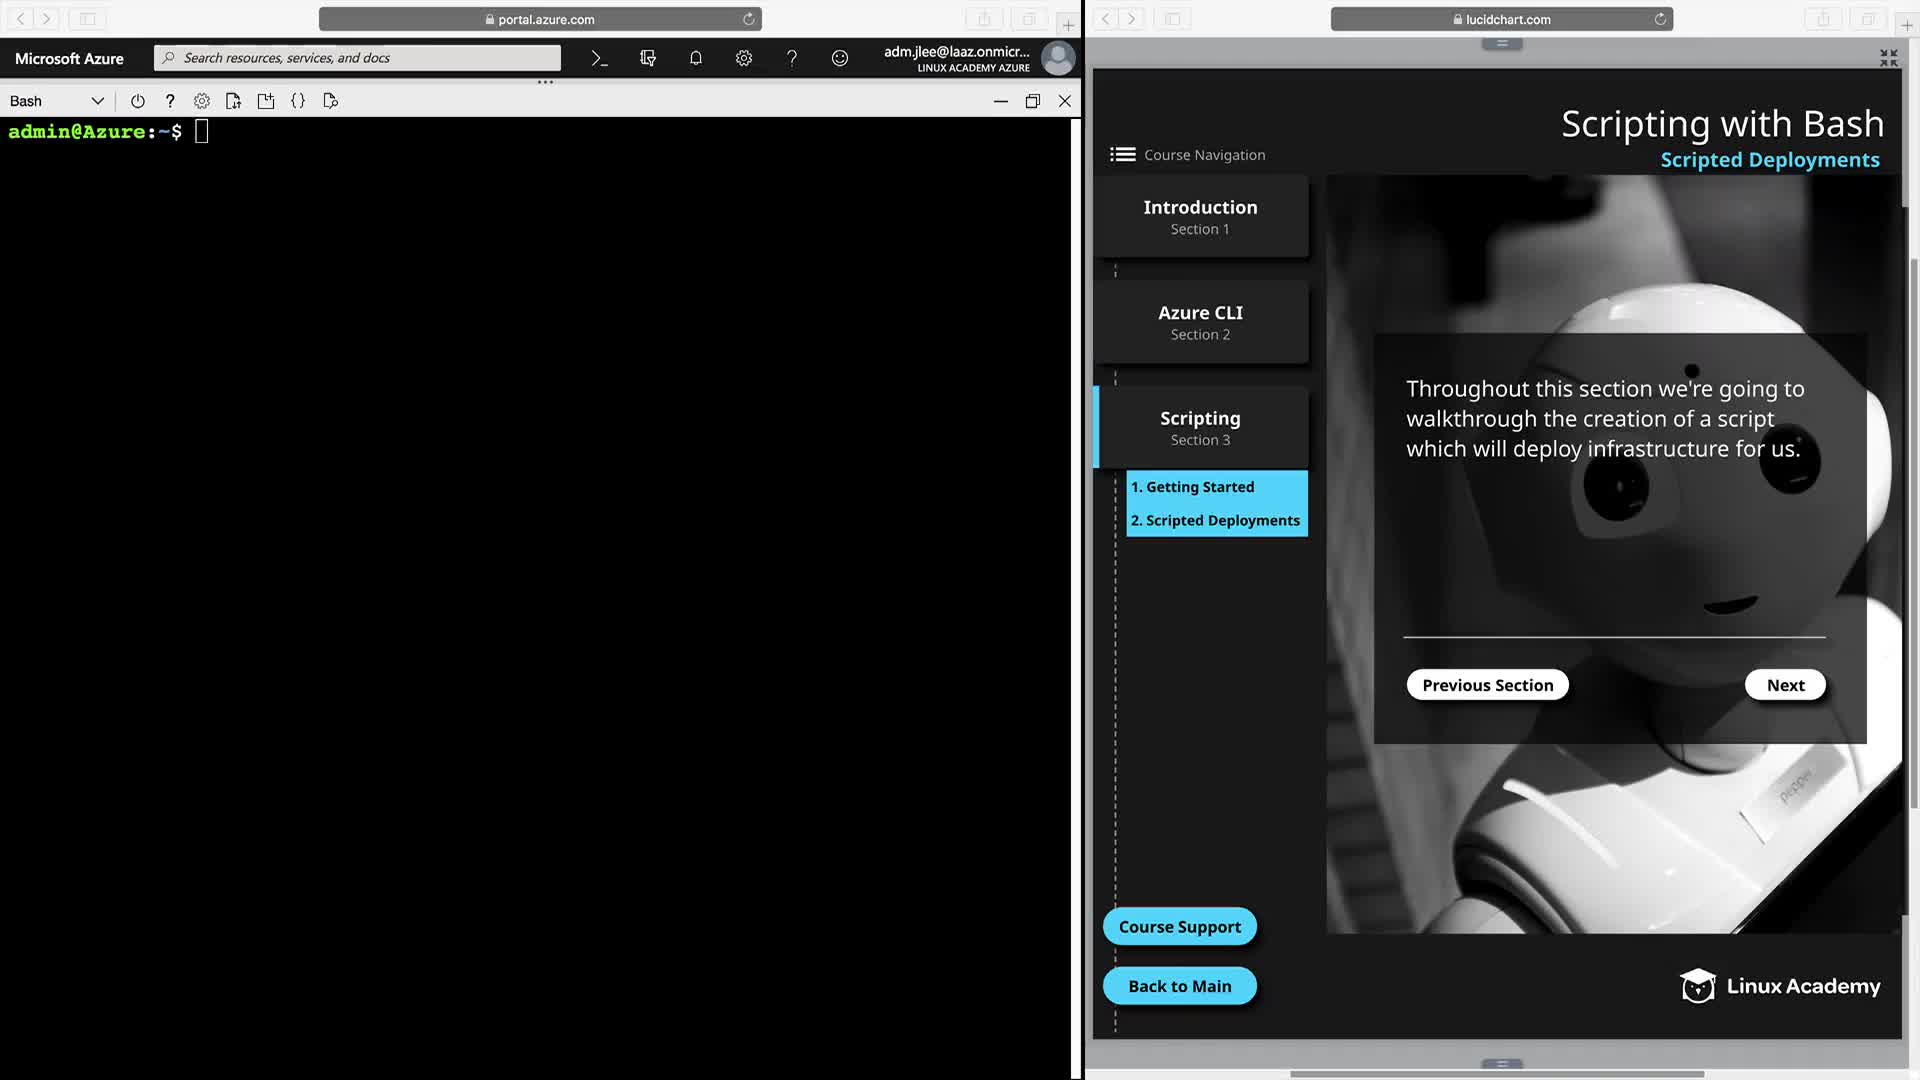 portal.azure.com
Microsoft Azure
Search resources, services, and docs
adm.jlee@laaz.onmicr...
LINUX ACADEMY AZURE
Bash
admin@Azure:~$
lucidchart.com
Scripting with Bash
Scripted Deployments
Course Navigation
Introduction
Section 1
Azure CLI
Section 2
Scripting
Section 3
1. Getting Started
2. Scripted Deployments
Throughout this section we're going to
walkthrough the creation of a script
which will deploy infrastructure for us.
Previous Section
Next
pepper
Course Support
Back to Main
Linux Academy